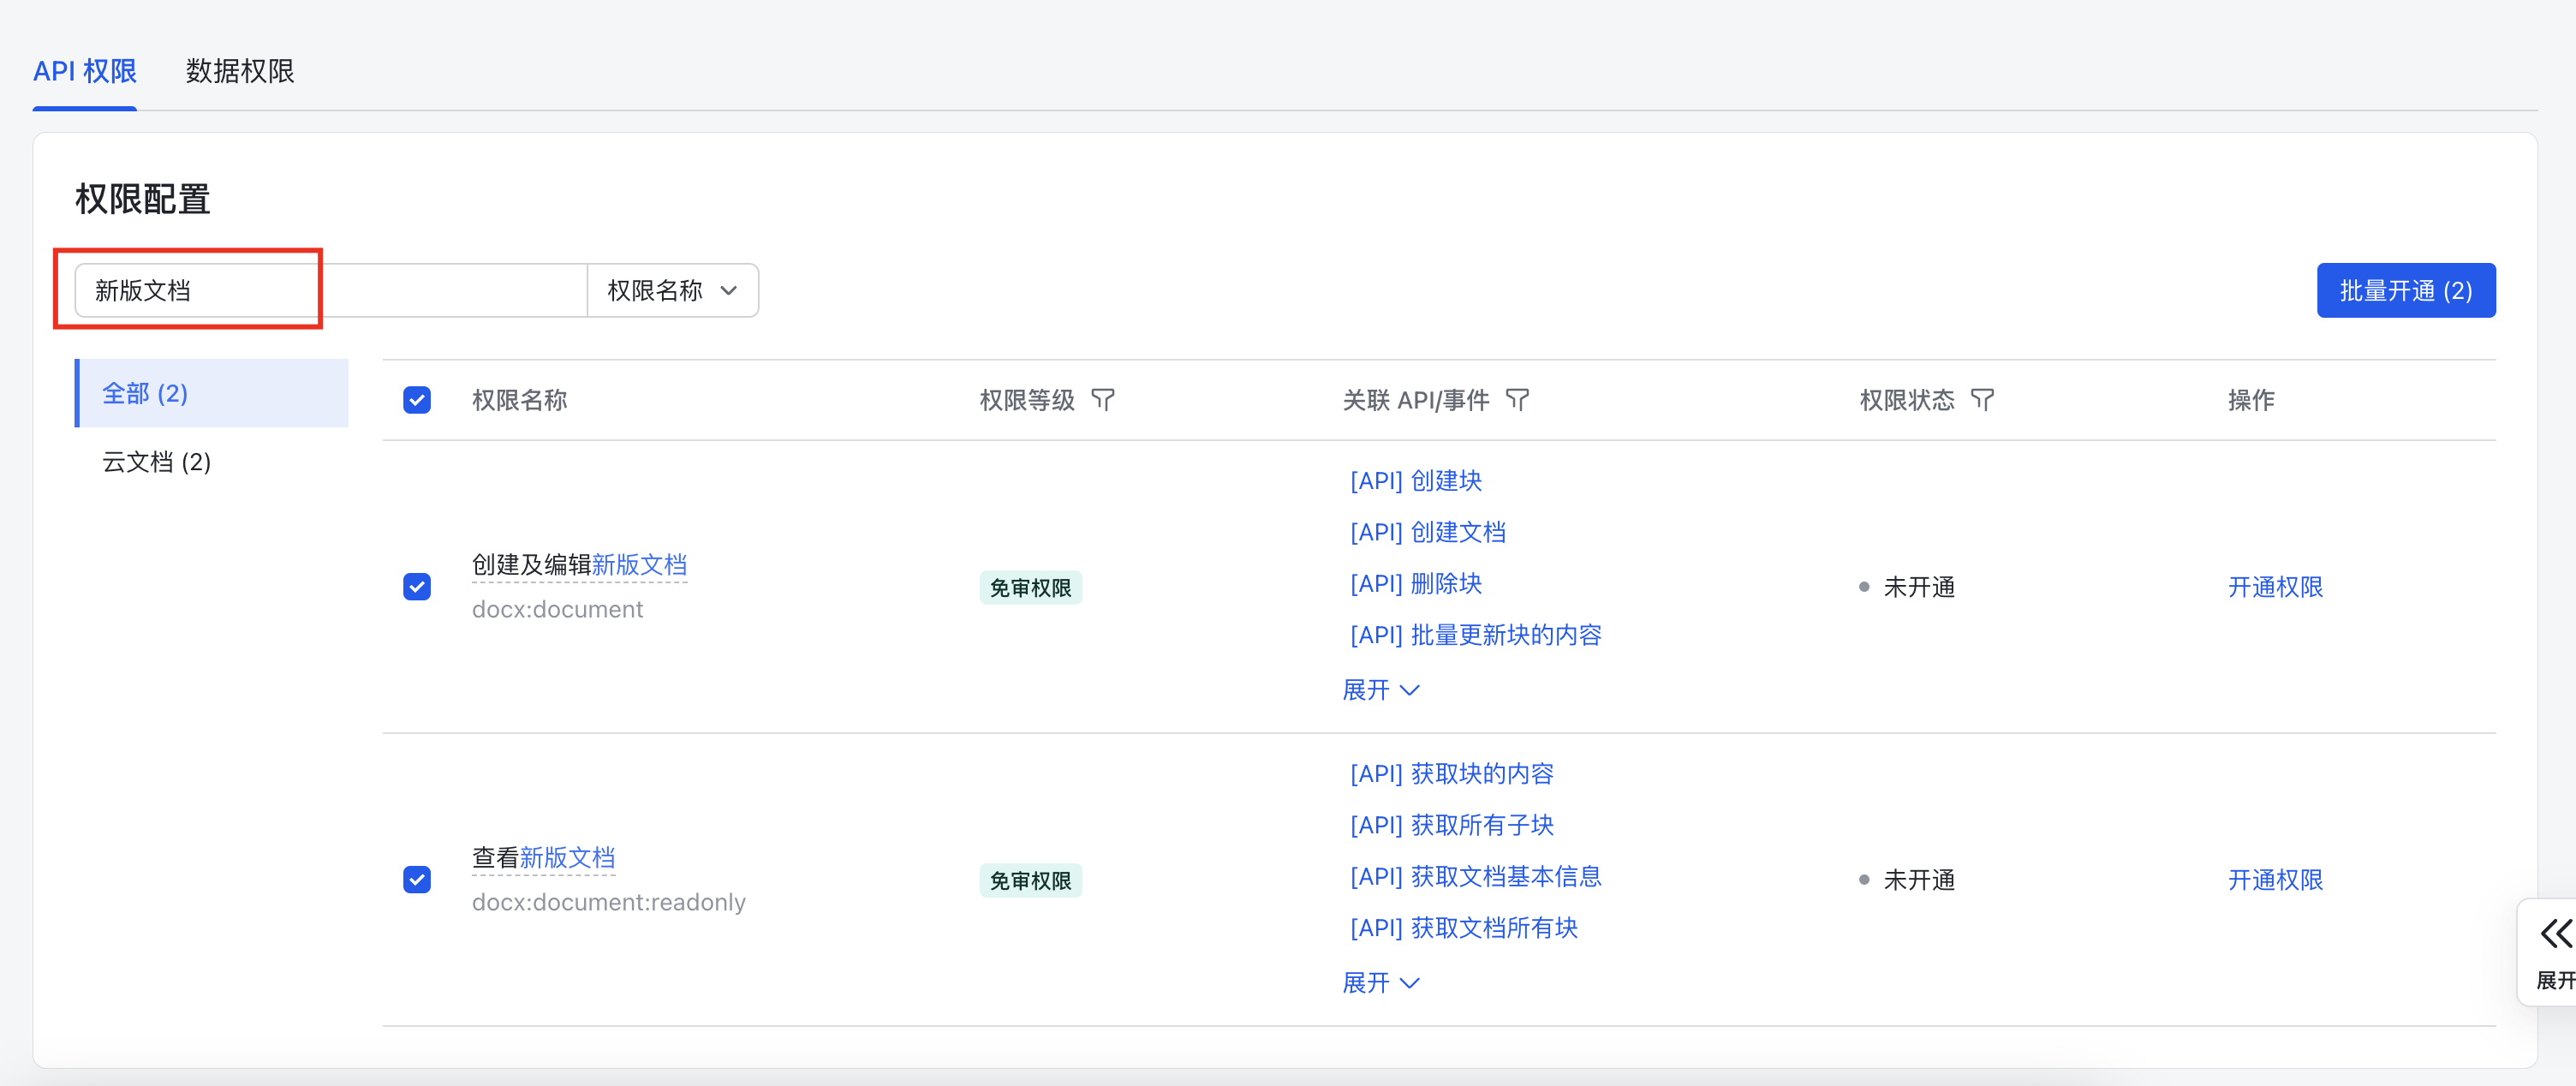 API 权限 数据权限
权限配置
新版文档 权限名称 批量开通 (2)
全部 (2)
云文档 (2)
权限名称 权限等级 关联 API/事件 权限状态 操作
创建及编辑新版文档
docx:document
免审权限
[API] 创建块
[API] 创建文档
[API] 删除块
[API] 批量更新块的内容
展开
未开通
开通权限
查看新版文档
docx:document:readonly
免审权限
[API] 获取块的内容
[API] 获取所有子块
[API] 获取文档基本信息
[API] 获取文档所有块
展开
未开通
开通权限
展开